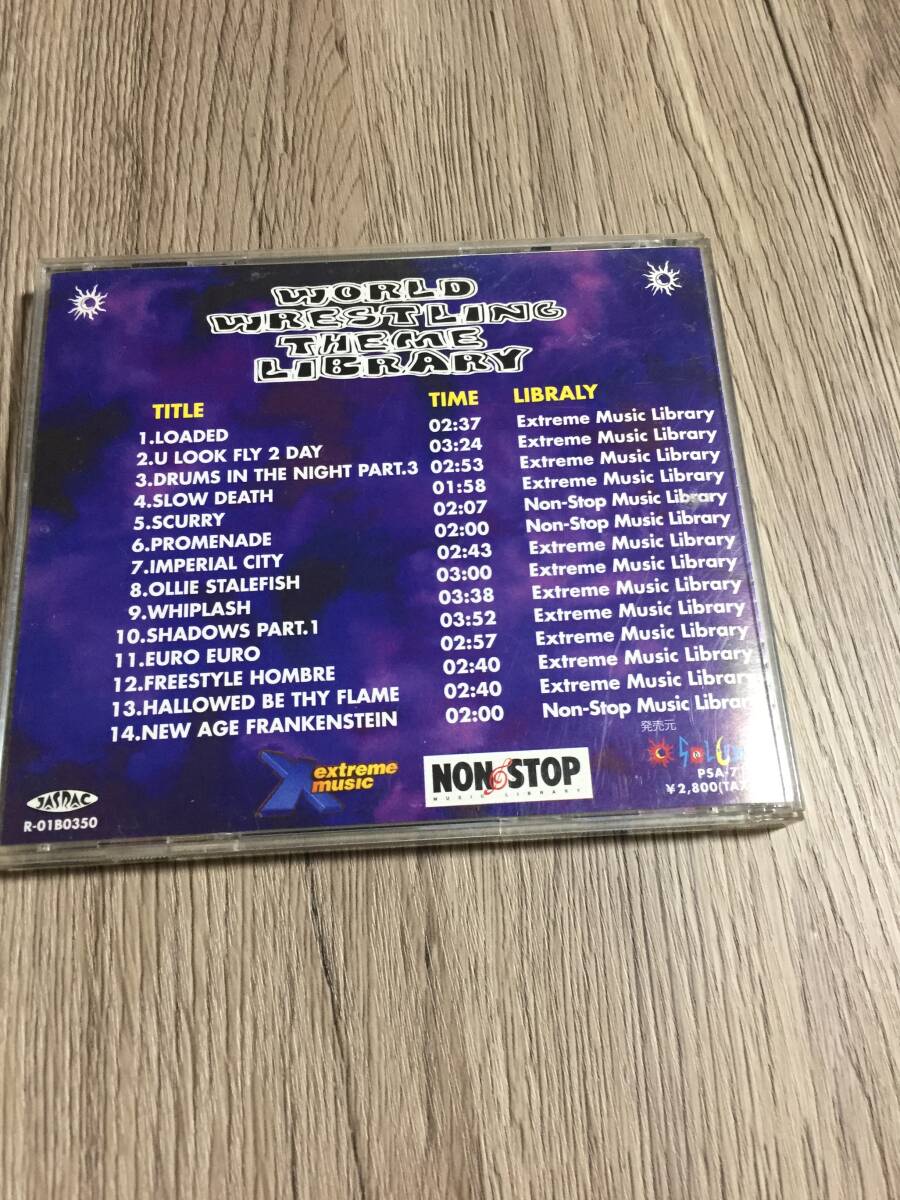 WORLD
WRESTLING
THEME
LIBRARY
TITLE TIME LIBRALY
1.LOADED 02:37 Extreme Music Library
2.U LOOK FLY 2 DAY 03:24 Extreme Music Library
3.DRUMS IN THE NIGHT PART.3 02:53 Extreme Music Library
4.SLOW DEATH 01:58 Extreme Music Library
5.SCURRY 02:07 Non-Stop Music Library
6.PROMENADE 02:00 Non-Stop Music Library
7.IMPERIAL CITY 02:43 Extreme Music Library
8.OLLIE STALEFISH 03:00 Extreme Music Library
9.WHIPLASH 03:38 Extreme Music Library
10.SHADOWS PART.1 03:52 Extreme Music Library
11.EURO EURO 02:57 Extreme Music Library
12.FREESTYLE HOMBRE 02:40 Extreme Music Library
13.HALLOWED BE THY FLAME 02:40 Extreme Music Library
14.NEW AGE FRANKENSTEIN 02:00 Non-Stop Music Library
発売元
X extreme music
NON STOP
MUSIC LIBRARY
¥2,800(TAX
JASRAC
R-01B0350